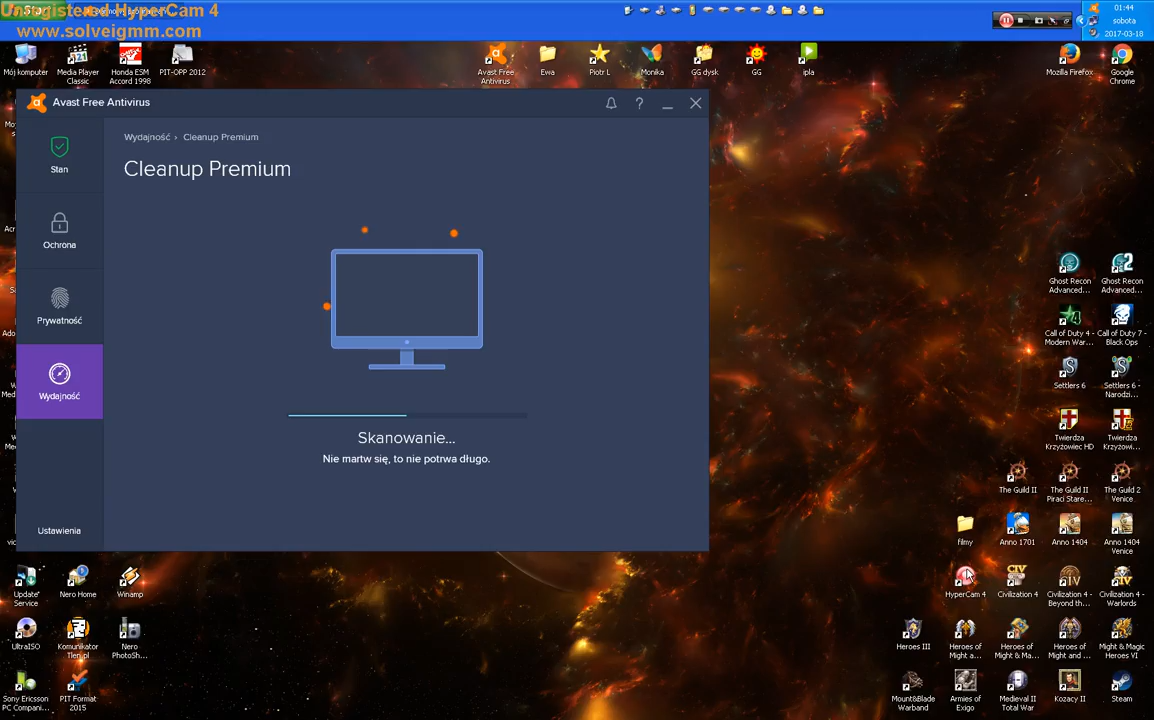 Unregistered HyperCam 4
www.solveigmm.com
01:44
sobota
2017-03-18
Mój komputer
Media Player Classic
Honda ESM Accord 1998
PIT-OPP 2012
Avast Free Antivirus
Ewa
Piotr L
Monika
GG dysk
GG
ipla
Mozilla Firefox
Google Chrome
Avast Free Antivirus
?
Stan
Ochrona
Prywatność
Wydajność
Ustawienia
Wydajność › Cleanup Premium
Cleanup Premium
Skanowanie...
Nie martw się, to nie potrwa długo.
Ghost Recon Advanced...
Ghost Recon Advanced...
Call of Duty 4 - Modern War...
Call of Duty 7 - Black Ops
Settlers 6
Settlers 6 - Narodzi...
Twierdza Krzyżowiec HD
Twierdza Krzyżowi...
The Guild II
The Guild II Piraci Stare...
The Guild 2 Venice
filmy
Anno 1701
Anno 1404
Anno 1404 Venice
HyperCam 4
Civilization 4
Civilization 4 - Beyond th...
Civilization 4 - Warlords
Heroes III
Heroes of Might a...
Heroes of Might & Ma...
Heroes of Might and ...
Might & Magic Heroes VI
Mount&Blade Warband
Armies of Exigo
Medieval II Total War
Kozacy II
Steam
Update Service
Nero Home
Winamp
UltraISO
Komunikator Tlen.pl
Nero PhotoSh...
Sony Ericsson PC Compani...
PIT Format 2015